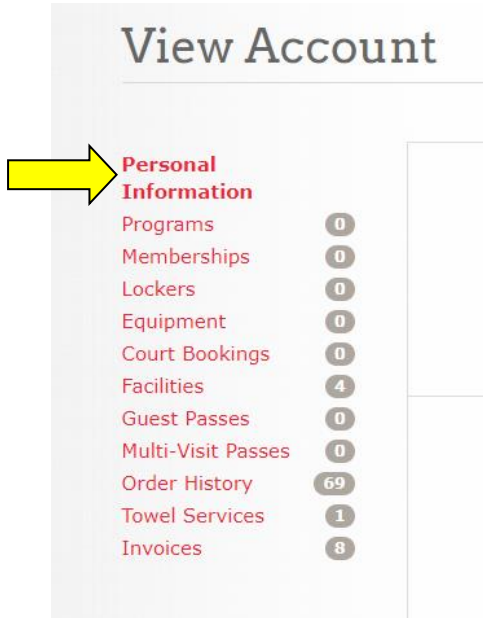 View Account
Personal
Information
Programs 0
Memberships 0
Lockers 0
Equipment 0
Court Bookings 0
Facilities 4
Guest Passes 0
Multi-Visit Passes 0
Order History 69
Towel Services 1
Invoices 8